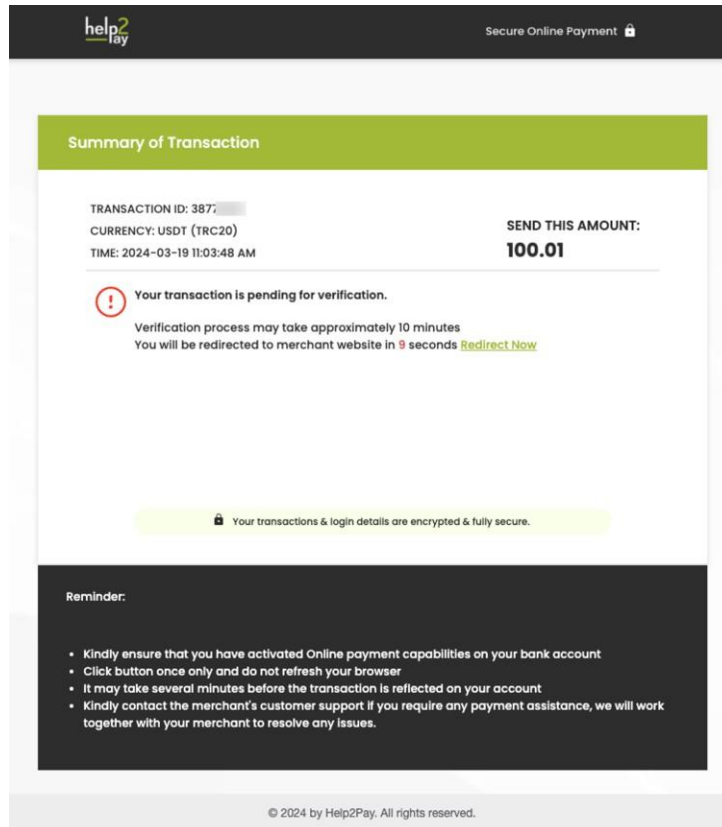 help2
Pay
Secure Online Payment
Summary of Transaction
TRANSACTION ID: 3877
CURRENCY: USDT (TRC20)
TIME: 2024-03-19 11:03:48 AM
SEND THIS AMOUNT:
100.01
Your transaction is pending for verification.
Verification process may take approximately 10 minutes
You will be redirected to merchant website in 9 seconds Redirect Now
Your transactions & login details are encrypted & fully secure.
Reminder:
• Kindly ensure that you have activated Online payment capabilities on your bank account
• Click button once only and do not refresh your browser
• It may take several minutes before the transaction is reflected on your account
• Kindly contact the merchant's customer support if you require any payment assistance, we will work
together with your merchant to resolve any issues.
© 2024 by Help2Pay. All rights reserved.